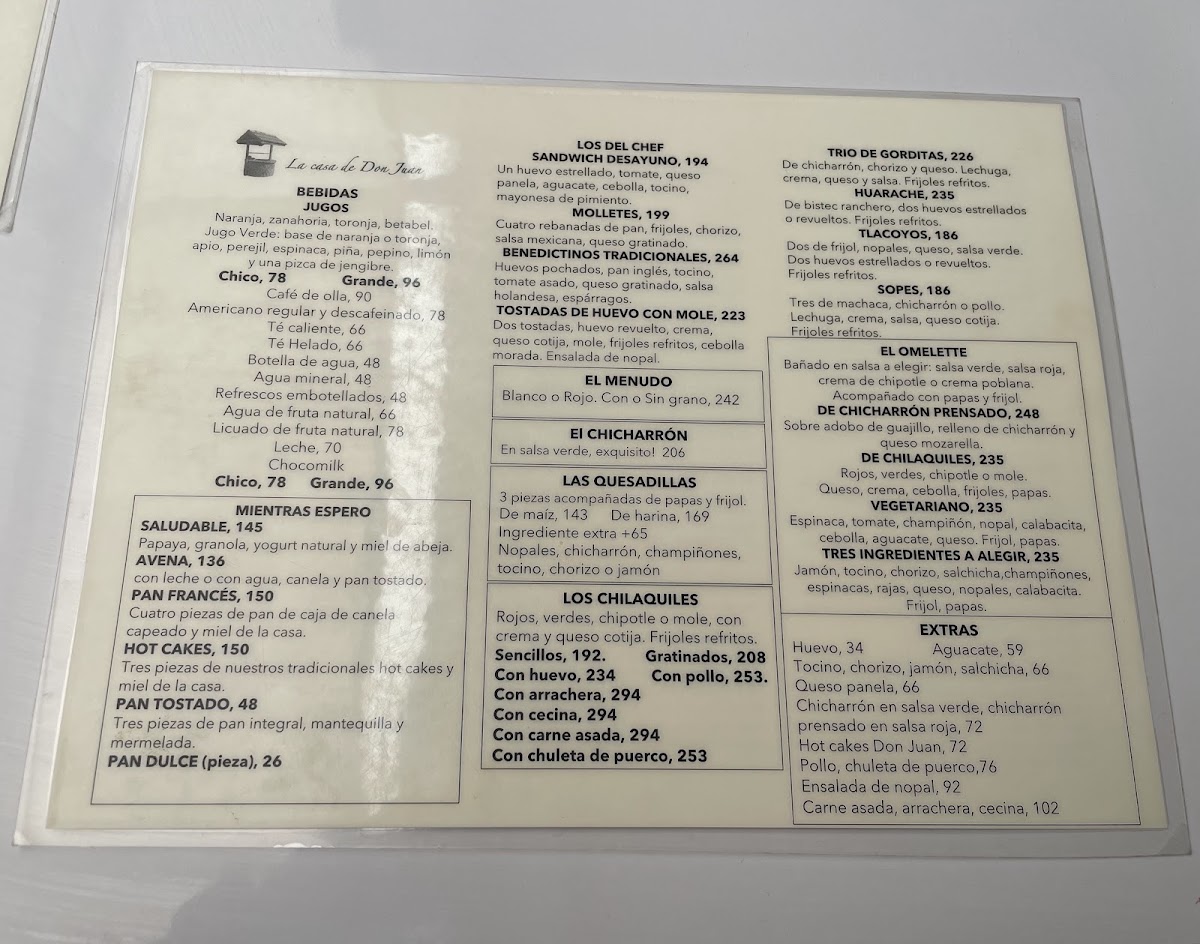 La casa de Don Juan
BEBIDAS
JUGOS
Naranja, zanahoria, toronja, betabel.
Jugo Verde: base de naranja o toronja,
apio, perejil, espinaca, piña, pepino, limón
y una pizca de jengibre.
Chico, 78 Grande, 96
Café de olla, 90
Americano regular y descafeinado, 78
Té caliente, 66
Té Helado, 66
Botella de agua, 48
Agua mineral, 48
Refrescos embotellados, 48
Agua de fruta natural, 66
Licuado de fruta natural, 78
Leche, 70
Chocomilk
Chico, 78 Grande, 96
MIENTRAS ESPERO
SALUDABLE, 145
Papaya, granola, yogurt natural y miel de abeja.
AVENA, 136
con leche o con agua, canela y pan tostado.
PAN FRANCÉS, 150
Cuatro piezas de pan de caja de canela
capeado y miel de la casa.
HOT CAKES, 150
Tres piezas de nuestros tradicionales hot cakes y
miel de la casa.
PAN TOSTADO, 48
Tres piezas de pan integral, mantequilla y
mermelada.
PAN DULCE (pieza), 26
LOS DEL CHEF
SANDWICH DESAYUNO, 194
Un huevo estrellado, tomate, queso
panela, aguacate, cebolla, tocino,
mayonesa de pimiento.
MOLLETES, 199
Cuatro rebanadas de pan, frijoles, chorizo,
salsa mexicana, queso gratinado.
BENEDICTINOS TRADICIONALES, 264
Huevos pochados, pan inglés, tocino,
tomate asado, queso gratinado, salsa
holandesa, espárragos.
TOSTADAS DE HUEVO CON MOLE, 223
Dos tostadas, huevo revuelto, crema,
queso cotija, mole, frijoles refritos, cebolla
morada. Ensalada de nopal.
EL MENUDO
Blanco o Rojo. Con o Sin grano, 242
El CHICHARRÓN
En salsa verde, exquisito! 206
LAS QUESADILLAS
3 piezas acompañadas de papas y frijol.
De maíz, 143 De harina, 169
Ingrediente extra +65
Nopales, chicharrón, champiñones,
tocino, chorizo o jamón
LOS CHILAQUILES
Rojos, verdes, chipotle o mole, con
crema y queso cotija. Frijoles refritos.
Sencillos, 192. Gratinados, 208
Con huevo, 234 Con pollo, 253.
Con arrachera, 294
Con cecina, 294
Con carne asada, 294
Con chuleta de puerco, 253
TRIO DE GORDITAS, 226
De chicharrón, chorizo y queso. Lechuga,
crema, queso y salsa. Frijoles refritos.
HUARACHE, 235
De bistec ranchero, dos huevos estrellados
o revueltos. Frijoles refritos.
TLACOYOS, 186
Dos de frijol, nopales, queso, salsa verde.
Dos huevos estrellados o revueltos.
Frijoles refritos.
SOPES, 186
Tres de machaca, chicharrón o pollo.
Lechuga, crema, salsa, queso cotija.
Frijoles refritos.
EL OMELETTE
Bañado en salsa a elegir: salsa verde, salsa roja,
crema de chipotle o crema poblana.
Acompañado con papas y frijol.
DE CHICHARRÓN PRENSADO, 248
Sobre adobo de guajillo, relleno de chicharrón y
queso mozarella.
DE CHILAQUILES, 235
Rojos, verdes, chipotle o mole.
Queso, crema, cebolla, frijoles, papas.
VEGETARIANO, 235
Espinaca, tomate, champiñón, nopal, calabacita,
cebolla, aguacate, queso. Frijol, papas.
TRES INGREDIENTES A ALEGIR, 235
Jamón, tocino, chorizo, salchicha,champiñones,
espinacas, rajas, queso, nopales, calabacita.
Frijol, papas.
EXTRAS
Huevo, 34 Aguacate, 59
Tocino, chorizo, jamón, salchicha, 66
Queso panela, 66
Chicharrón en salsa verde, chicharrón
prensado en salsa roja, 72
Hot cakes Don Juan, 72
Pollo, chuleta de puerco,76
Ensalada de nopal, 92
Carne asada, arrachera, cecina, 102